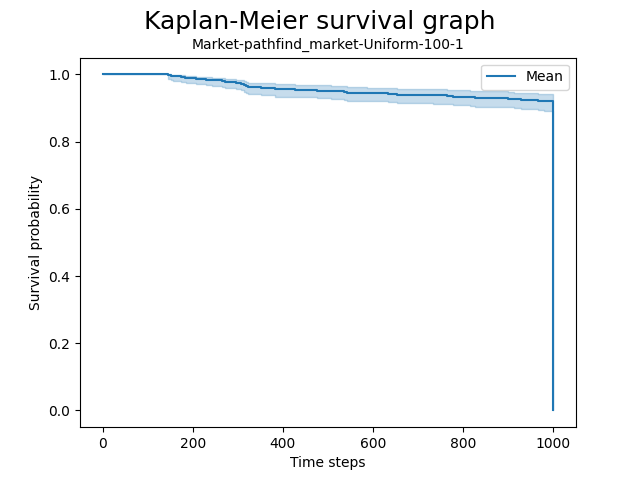 Kaplan-Meier survival graph
Market-pathfind_market-Uniform-100-1
Mean
Survival probability
1.0
0.8
0.6
0.4
0.2
0.0
0 200 400 600 800 1000
Time steps